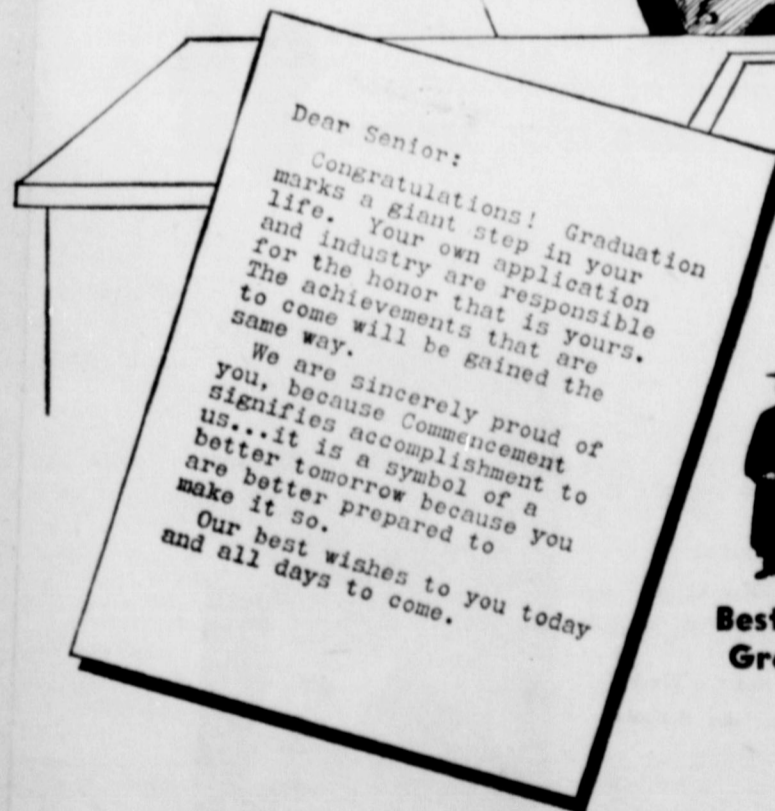 Dear Senior:
Congratulations! Graduation
marks a giant step in your
life. Your own application
and industry are responsible
for the honor that is yours.
The achievements that are
to come will be gained the
same way.
We are sincerely proud of
you, because Commencement
signifies accomplishment to
us...it is a symbol of a
better tomorrow because you
are better prepared to
make it so.
Our best wishes to you today
and all days to come.
Best
Gr